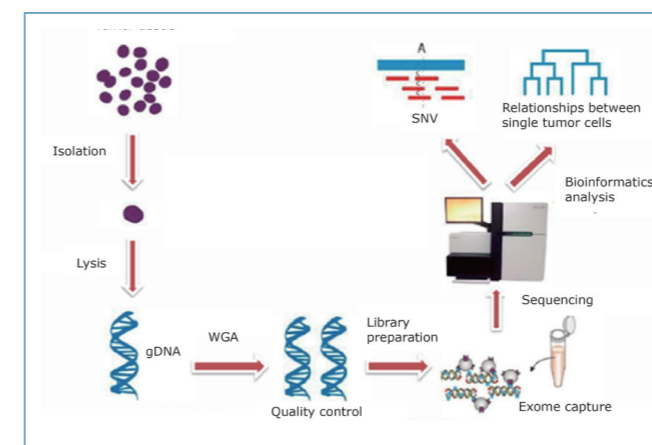 A
SNV
Relationships between
single tumor cells
Isolation
Bioinformatics
analysis
Lysis
Sequencing
gDNA
WGA
Library
preparation
Quality control
Exome capture